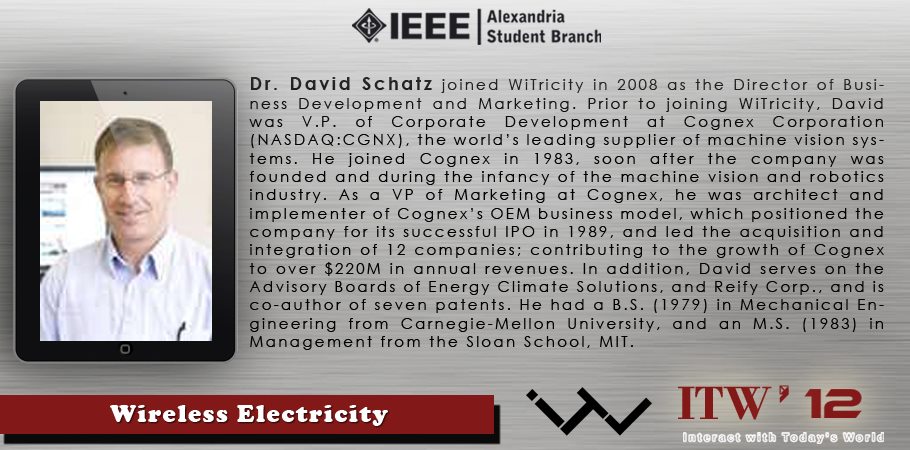 IEEE Alexandria
Student Branch
Dr. David Schatz joined WiTricity in 2008 as the Director of Busi-
ness Development and Marketing. Prior to joining WiTricity, David
was V.P. of Corporate Development at Cognex Corporation
(NASDAQ:CGNX), the world's leading supplier of machine vision sys-
tems. He joined Cognex in 1983, soon after the company was
founded and during the infancy of the machine vision and robotics
industry. As a VP of Marketing at Cognex, he was architect and
implementer of Cognex's OEM business model, which positioned the
company for its successful IPO in 1989, and led the acquisition and
integration of 12 companies; contributing to the growth of Cognex
to over $220M in annual revenues. In addition, David serves on the
Advisory Boards of Energy Climate Solutions, and Reify Corp., and is
co-author of seven patents. He had a B.S. (1979) in Mechanical En-
gineering from Carnegie-Mellon University, and an M.S. (1983) in
Management from the Sloan School, MIT.
Wireless Electricity
ITW'12
Interact with Today's World